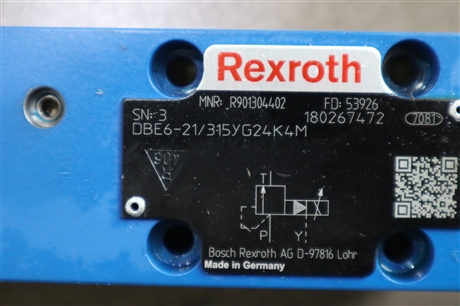 Rexroth
MNR: R901304402 FD: 53926
SN: 3 180267472 7081
DBE6-21/315YG24K4M
T
P Y
Bosch Rexroth AG D-97816 Lohr
Made in Germany